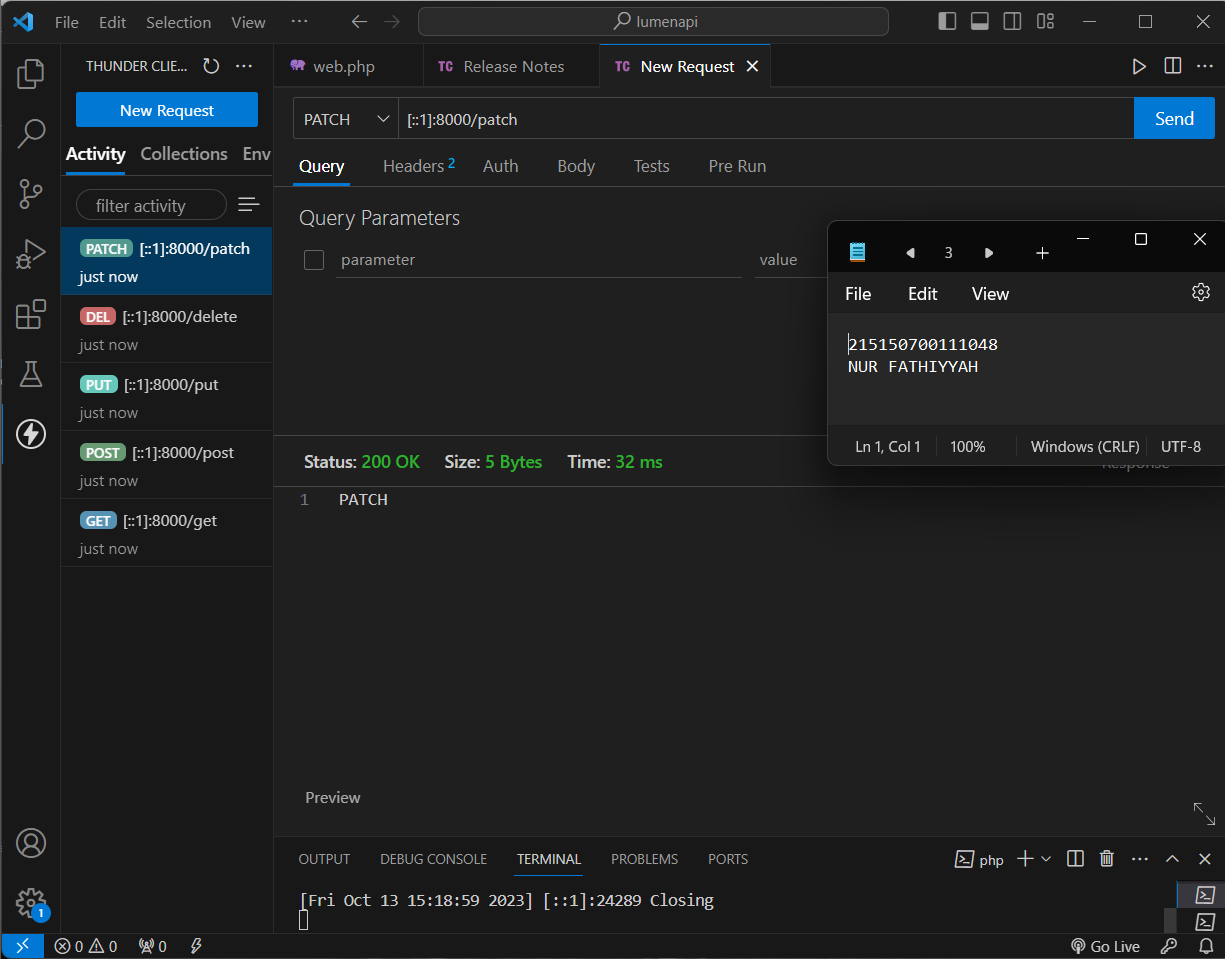 File Edit Selection View ··· lumenapi
THUNDER CLIE... ···
New Request
Activity Collections Env
filter activity
PATCH [::1]:8000/patch
just now
DEL [::1]:8000/delete
just now
PUT [::1]:8000/put
just now
POST [::1]:8000/post
just now
GET [::1]:8000/get
just now
web.php TC Release Notes TC New Request
PATCH [::1]:8000/patch Send
Query Headers 2 Auth Body Tests Pre Run
Query Parameters
parameter value
3
File Edit View
215150700111048
NUR FATHIYYAH
Ln 1, Col 1 100% Windows (CRLF) UTF-8
Status: 200 OK Size: 5 Bytes Time: 32 ms Response
1 PATCH
Preview
OUTPUT DEBUG CONSOLE TERMINAL PROBLEMS PORTS php ···
[Fri Oct 13 15:18:59 2023] [::1]:24289 Closing
1
0 0 0 Go Live